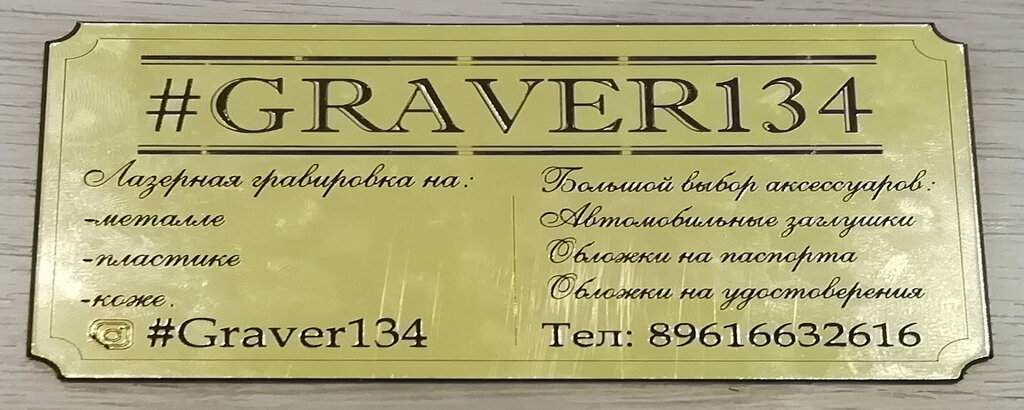 #GRAVER134
Лазерная гравировка на:
-металле
-пластике
-коже.
#Graver134
Большой выбор аксессуаров:
Автомобильные заглушки
Обложки на паспорта
Обложки на удостоверения
Тел: 89616632616